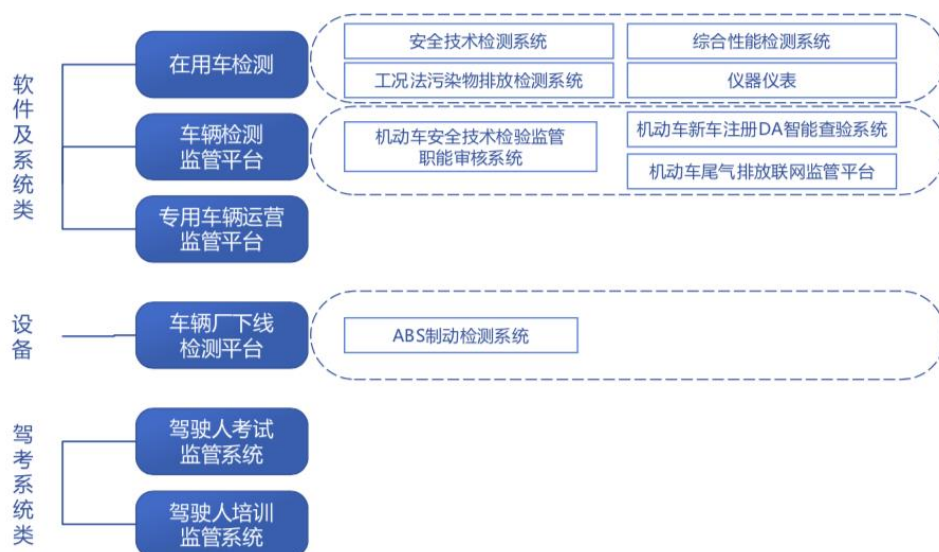 软件及系统类
在用车检测
安全技术检测系统
综合性能检测系统
工况法污染物排放检测系统
仪器仪表
车辆检测
监管平台
机动车安全技术检验监管
职能审核系统
机动车新车注册DA智能查验系统
机动车尾气排放联网监管平台
专用车辆运营
监管平台
设备
车辆厂下线
检测平台
ABS制动检测系统
驾考系统类
驾驶人考试
监管系统
驾驶人培训
监管系统